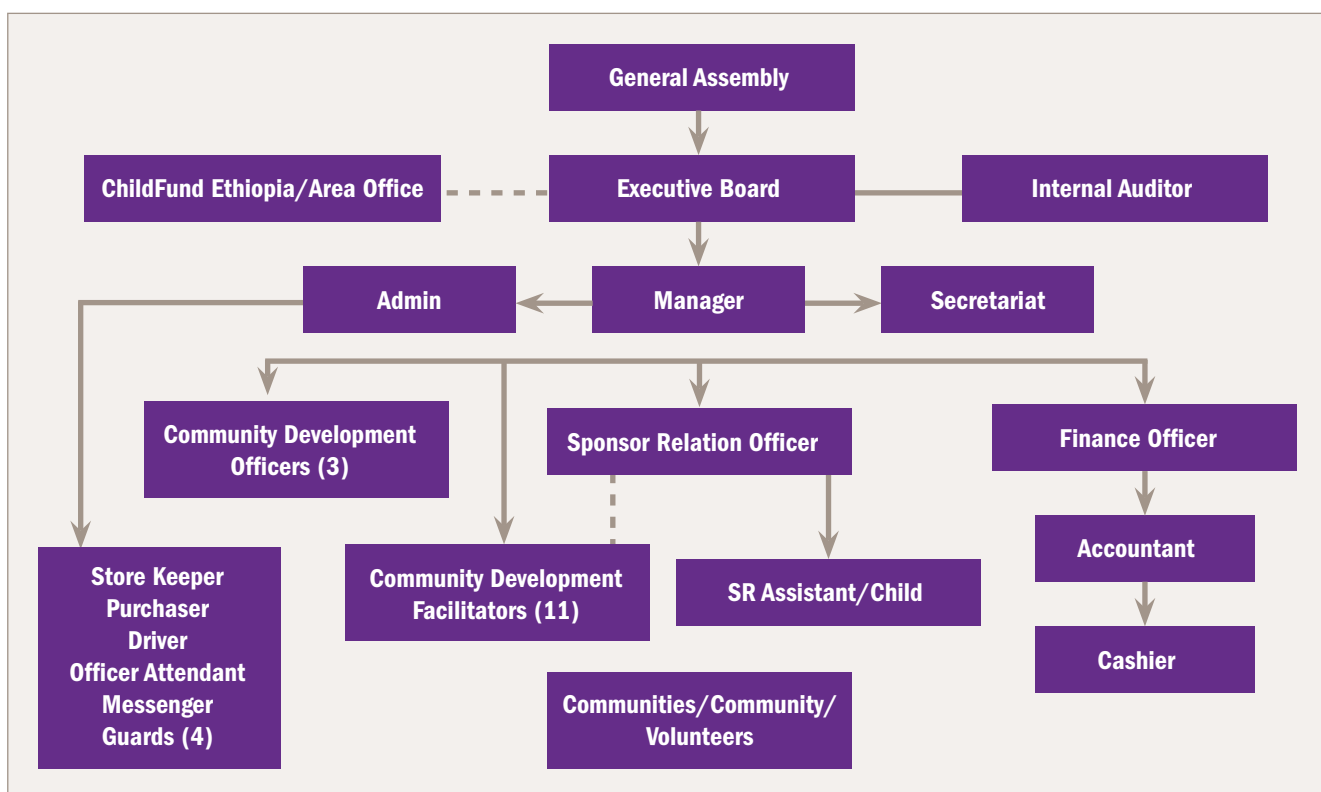 General Assembly
ChildFund Ethiopia/Area Office
Executive Board
Internal Auditor
Admin
Manager
Secretariat
Community Development
Officers (3)
Sponsor Relation Officer
Finance Officer
Store Keeper
Purchaser
Driver
Officer Attendant
Messenger
Guards (4)
Community Development
Facilitators (11)
SR Assistant/Child
Accountant
Cashier
Communities/Community/
Volunteers